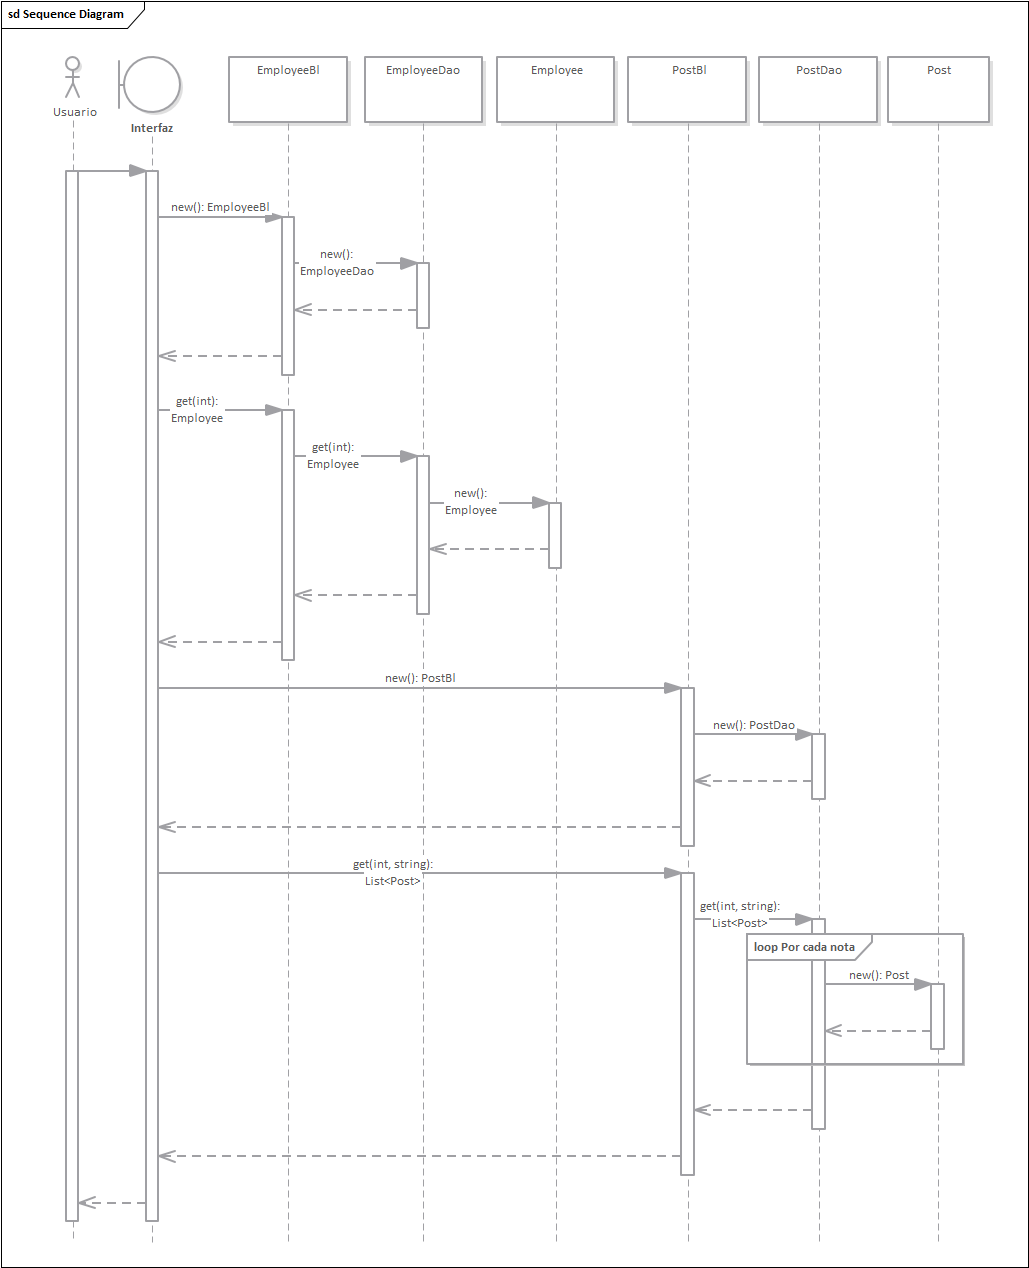 sd Sequence Diagram
Usuario
Interfaz
EmployeeBl
EmployeeDao
Employee
PostBl
PostDao
Post
new(): EmployeeBl
new():
EmployeeDao
get(int):
Employee
get(int):
Employee
new():
Employee
new(): PostBl
new(): PostDao
get(int, string):
List<Post>
get(int, string):
List<Post>
loop Por cada nota
new(): Post